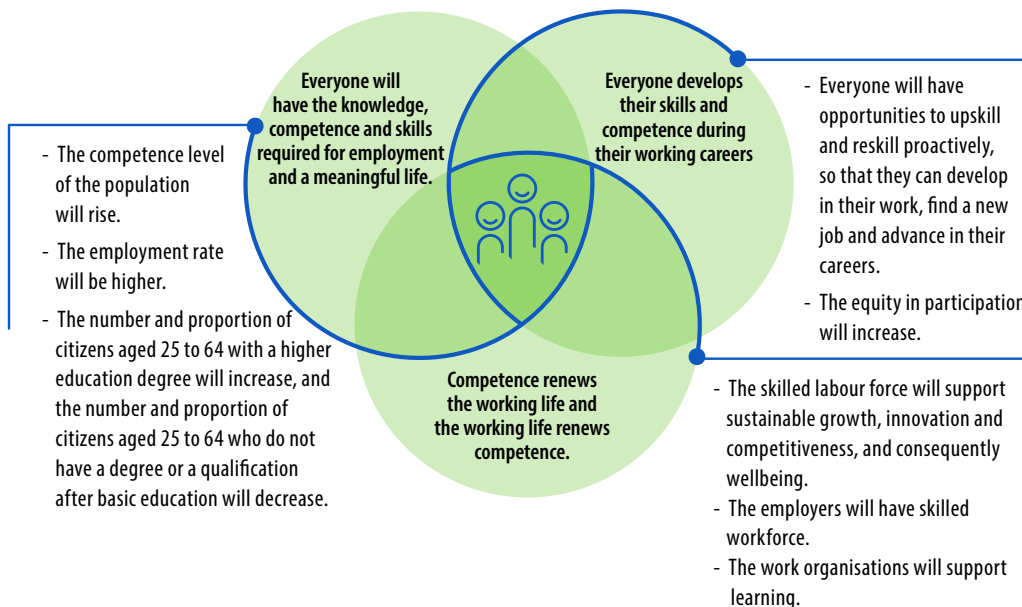 Everyone will
have the knowledge,
competence and skills
required for employment
and a meaningful life.
Everyone develops
their skills and
competence during
their working careers
Competence renews
the working life and
the working life renews
competence.
- The competence level
of the population
will rise.
- The employment rate
will be higher.
- The number and proportion of
citizens aged 25 to 64 with a higher
education degree will increase, and
the number and proportion of
citizens aged 25 to 64 who do not
have a degree or a qualification
after basic education will decrease.
- Everyone will have
opportunities to upskill
and reskill proactively,
so that they can develop
in their work, find a new
job and advance in their
careers.
- The equity in participation
will increase.
- The skilled labour force will support
sustainable growth, innovation and
competitiveness, and consequently
wellbeing.
- The employers will have skilled
workforce.
- The work organisations will support
learning.